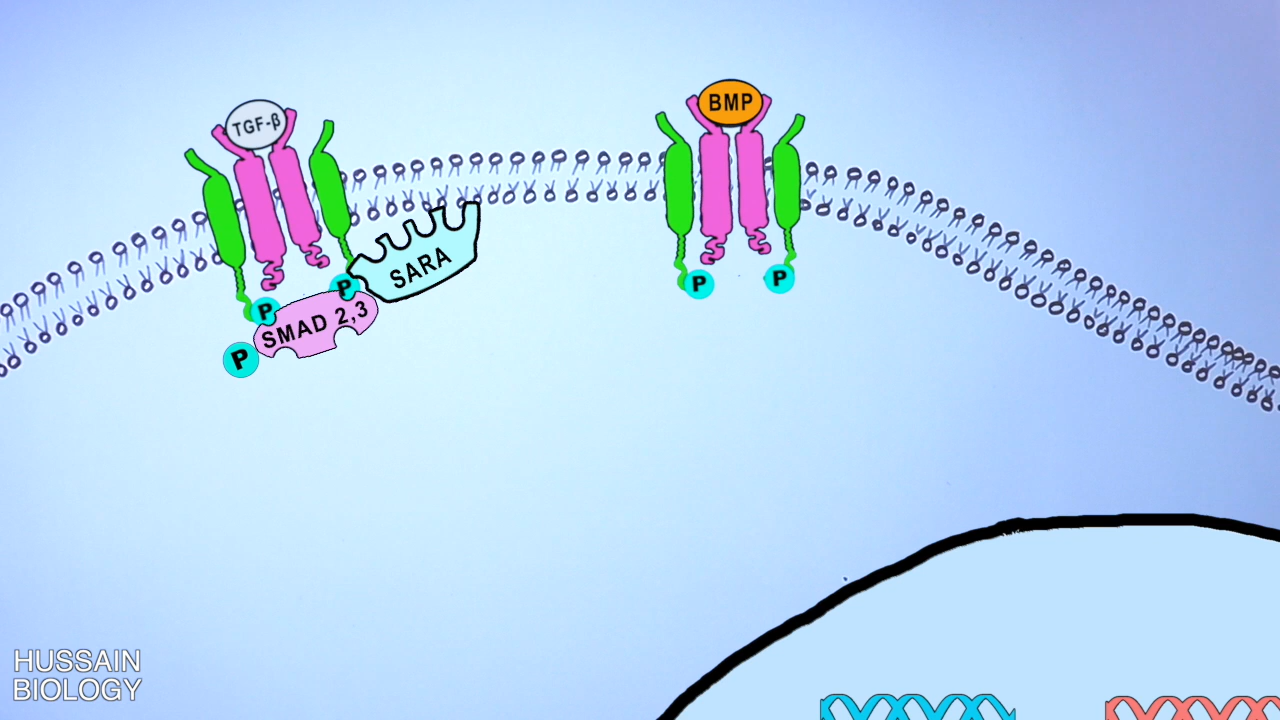 TGF-β
BMP
SARA
P
P
SMAD 2,3
P
P
P
HUSSAIN
BIOLOGY